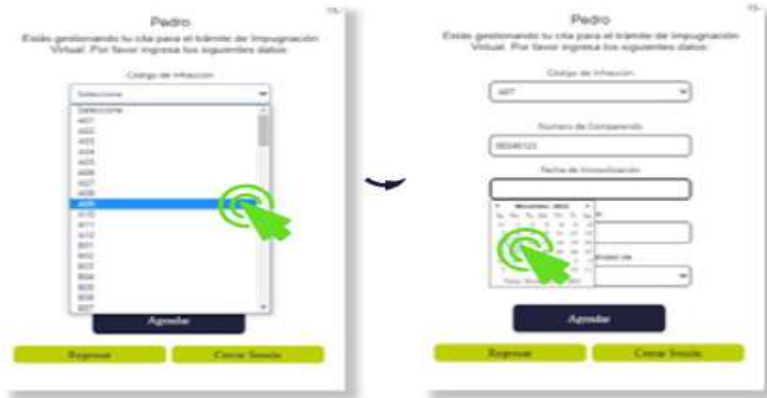 Pedro
Estás gestionando tu cita para el trámite de Impugnación
Virtual. Por favor ingresa los siguientes datos:
Código de Infracción
Seleccione
Seleccione
A01
A02
A03
A04
A05
A06
A07
A08
A09
A10
A11
A12
B01
B02
B03
B04
B05
B06
B07
Agendar
Regresar
Cerrar Sesión
Pedro
Estás gestionando tu cita para el trámite de Impugnación
Virtual. Por favor ingresa los siguientes datos:
Código de Infracción
A07
Número de Comparendo
Fecha de Inmovilización
Agendar
Regresar
Cerrar Sesión